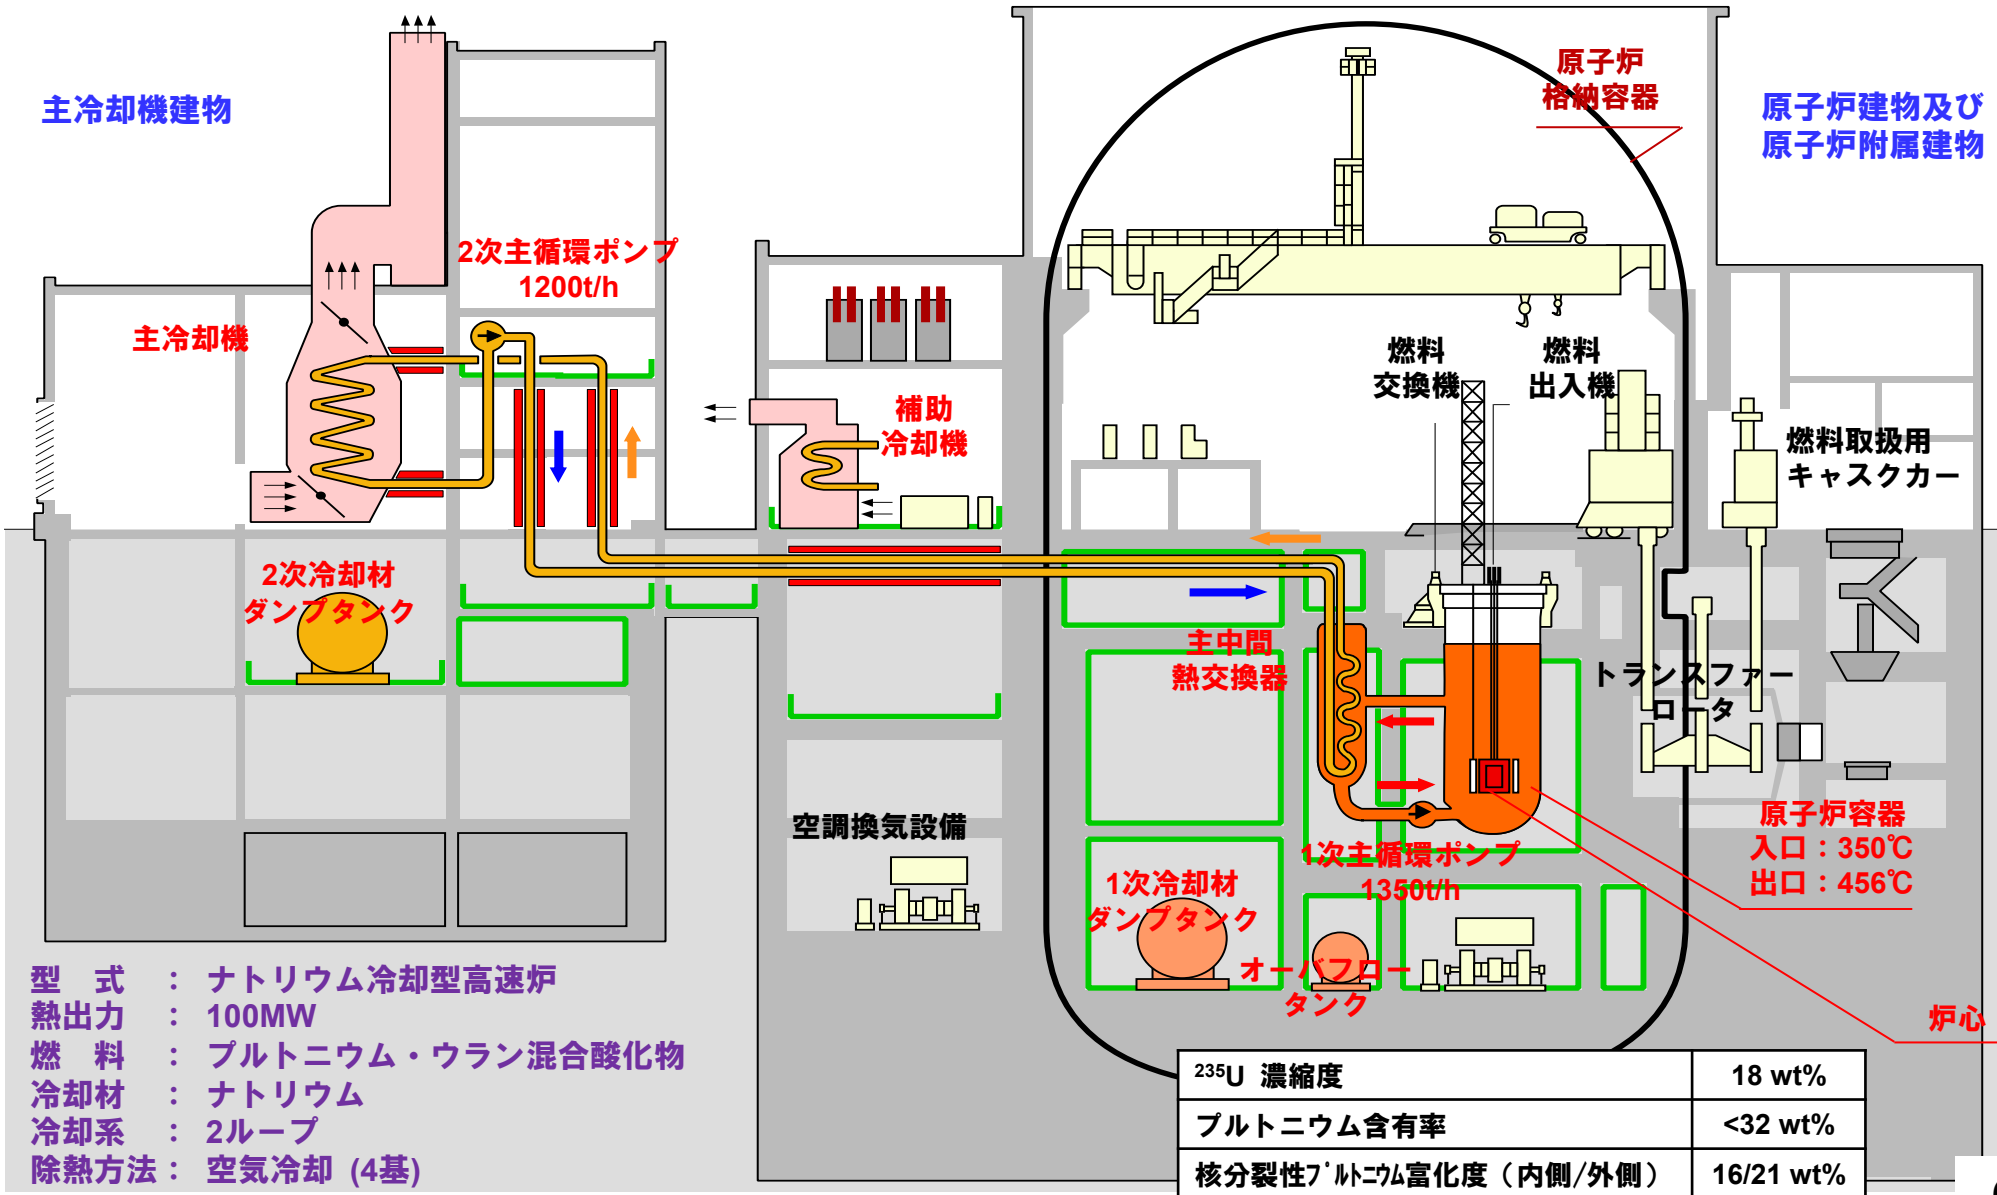 主冷却機建物
原子炉
格納容器
原子炉建物及び
原子炉附属建物
2次主循環ポンプ
1200t/h
主冷却機
補助
冷却機
燃料
交換機
燃料
出入機
燃料取扱用
キャスクカー
2次冷却材
ダンプタンク
主中間
熱交換器
トランスファー
ロータ
空調換気設備
1次主循環ポンプ
1350t/h
原子炉容器
入口：350℃
出口：456℃
1次冷却材
ダンプタンク
オーバフロー
タンク
炉心
型　式　：　ナトリウム冷却型高速炉
熱出力　：　100MW
燃　料　：　プルトニウム・ウラン混合酸化物
冷却材　：　ナトリウム
冷却系　：　2ループ
除熱方法：　空気冷却 (4基)
²³⁵U 濃縮度 18 wt%
プルトニウム含有率 <32 wt%
核分裂性ﾌﾟﾙﾄﾆｳﾑ富化度（内側/外側） 16/21 wt%